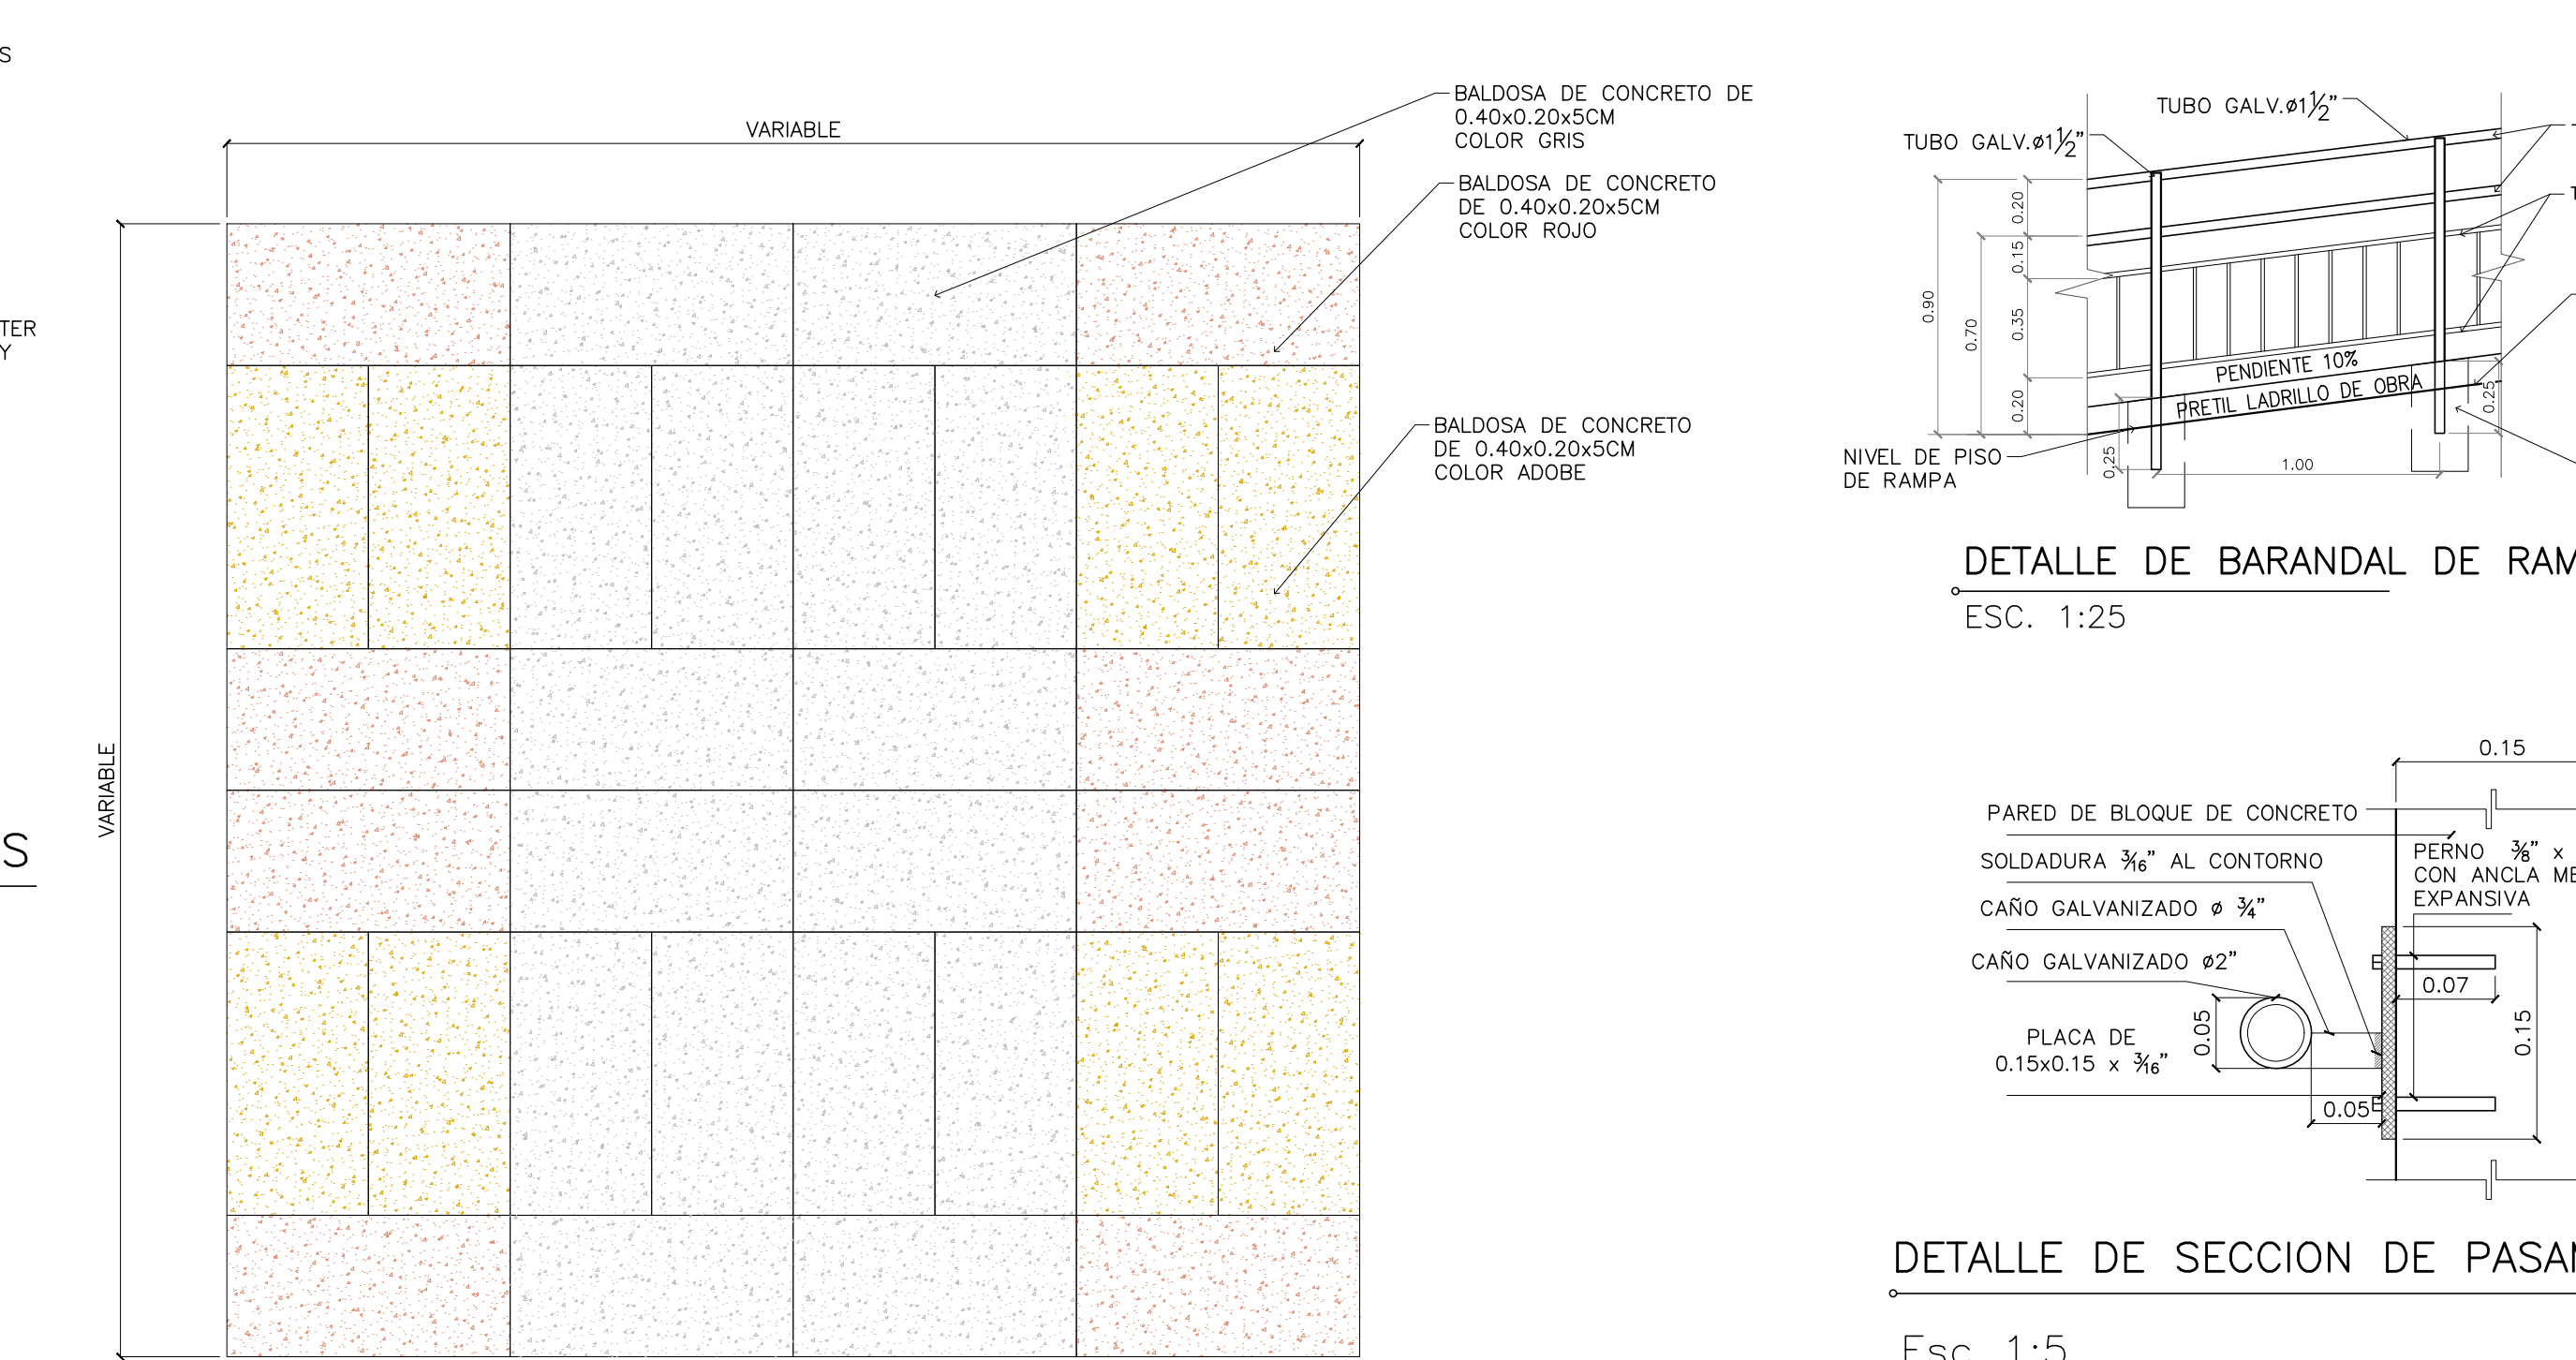 S
TER
Y
S
VARIABLE
VARIABLE
BALDOSA DE CONCRETO DE
0.40x0.20x5CM
COLOR GRIS
BALDOSA DE CONCRETO
DE 0.40x0.20x5CM
COLOR ROJO
BALDOSA DE CONCRETO
DE 0.40x0.20x5CM
COLOR ADOBE
TUBO GALV.ø1½"
TUBO GALV.ø1½"
0.90
0.70
0.20
0.15
0.35
0.20
PENDIENTE 10%
PRETIL LADRILLO DE OBRA
0.25
0.25
1.00
NIVEL DE PISO
DE RAMPA
DETALLE DE BARANDAL DE RAM
ESC. 1:25
0.15
PARED DE BLOQUE DE CONCRETO
SOLDADURA 3/16" AL CONTORNO
CAÑO GALVANIZADO ø 3/4"
CAÑO GALVANIZADO ø2"
PLACA DE
0.15x0.15 x 3/16"
PERNO 3/8" x
CON ANCLA ME
EXPANSIVA
0.07
0.15
0.05
0.05
DETALLE DE SECCION DE PASA
Esc 1:5